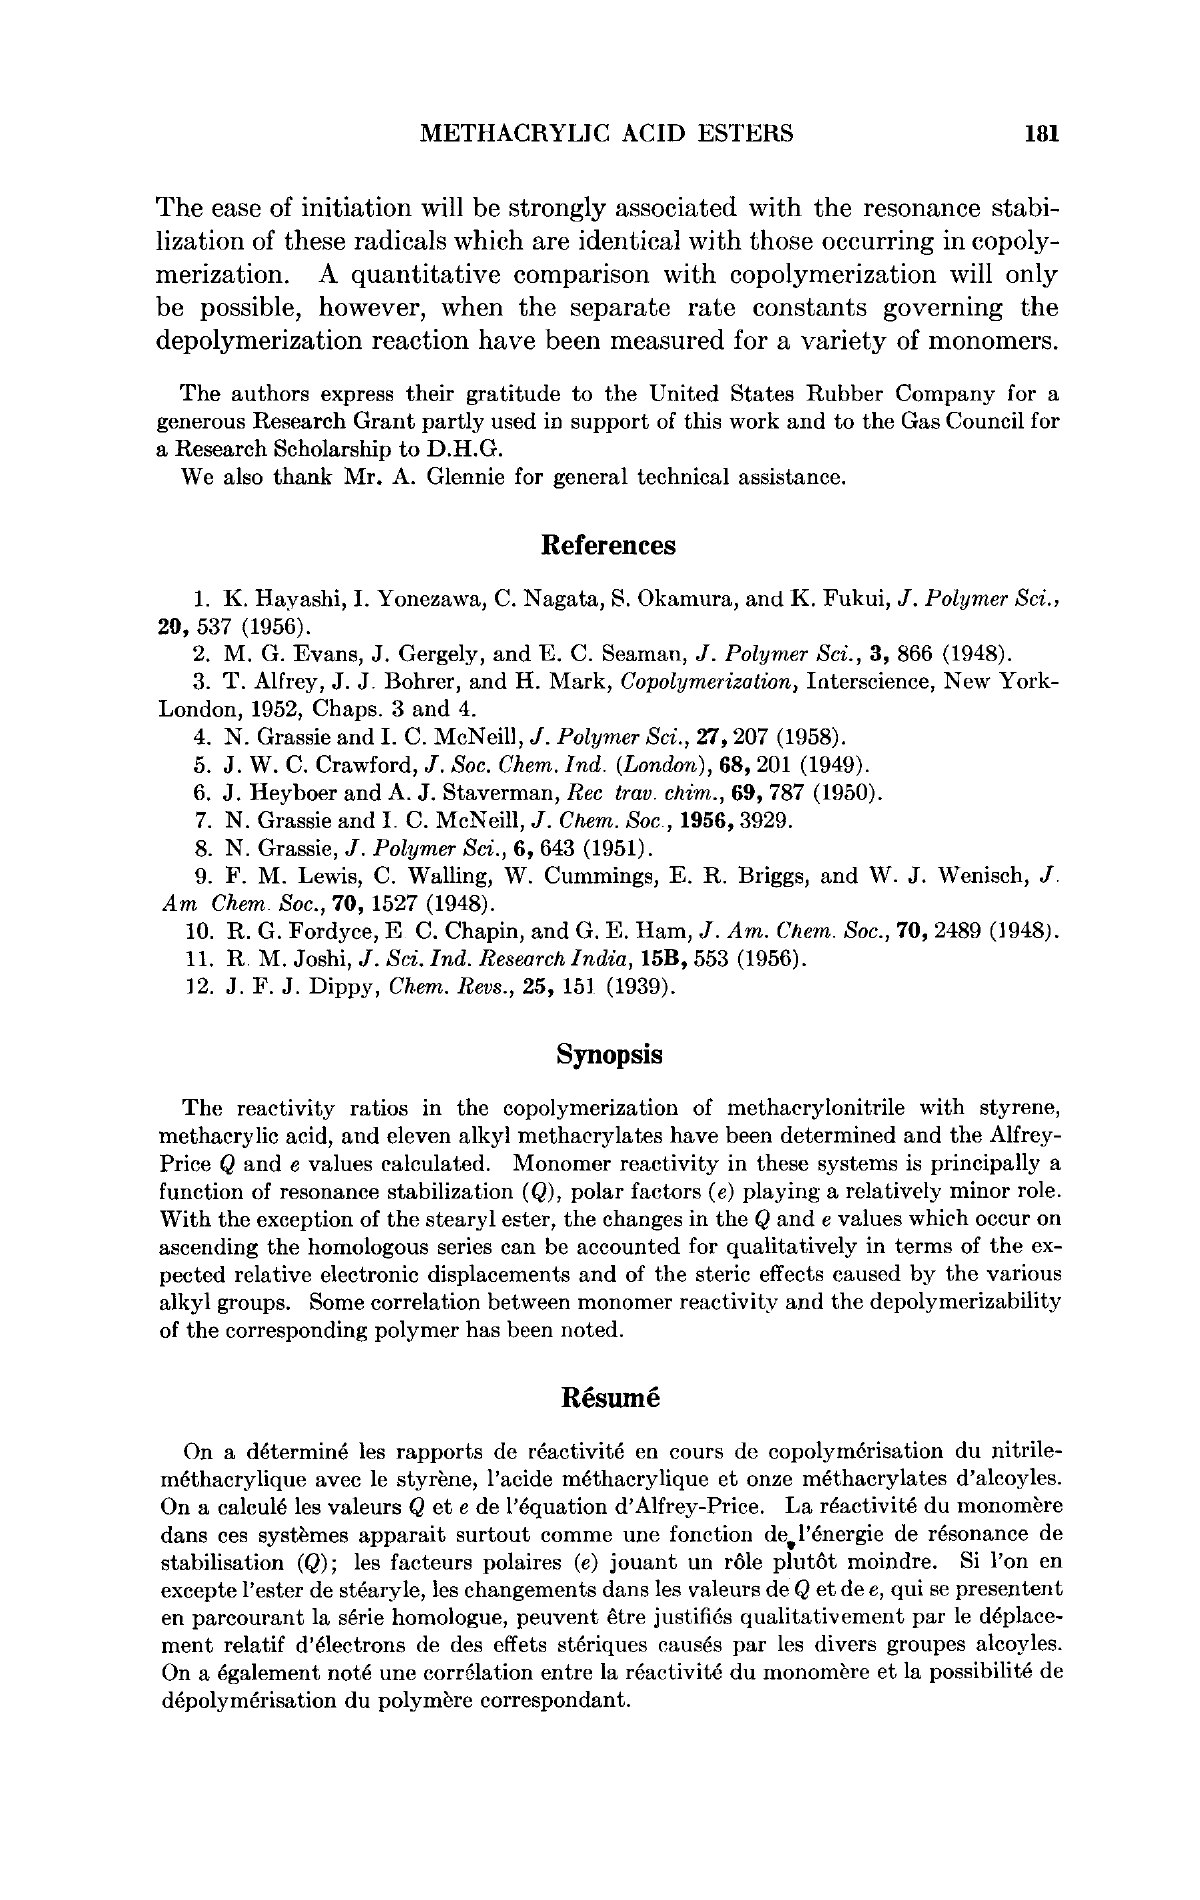 METHACRYLIC ACID ESTERS 181
The ease of initiation will be strongly associated with the resonance stabi-
lization of these radicals which are identical with those occurring in copoly-
merization. A quantitative comparison with copolymerization will only
be possible, however, when the separate rate constants governing the
depolymerization reaction have been measured for a variety of monomers.
The authors express their gratitude to the United States Rubber Company for a
generous Research Grant partly used in support of this work and to the Gas Council for
a Research Scholarship to D.H.G.
We also thank Mr. A. Glennie for general technical assistance.
References
1. K. Hayashi, I. Yonezawa, C. Nagata, S. Okamura, and K. Fukui, J. Polymer Sci.,
20, 537 (1956).
2. M. G. Evans, J. Gergely, and E. C. Seaman, J. Polymer Sci., 3, 866 (1948).
3. T. Alfrey, J. J. Bohrer, and H. Mark, Copolymerization, Interscience, New York-
London, 1952, Chaps. 3 and 4.
4. N. Grassie and I. C. McNeill, J. Polymer Sci., 27, 207 (1958).
5. J. W. C. Crawford, J. Soc. Chem. Ind. (London), 68, 201 (1949).
6. J. Heyboer and A. J. Staverman, Rec trav. chim., 69, 787 (1950).
7. N. Grassie and I. C. McNeill, J. Chem. Soc., 1956, 3929.
8. N. Grassie, J. Polymer Sci., 6, 643 (1951).
9. F. M. Lewis, C. Walling, W. Cummings, E. R. Briggs, and W. J. Wenisch, J.
Am Chem. Soc., 70, 1527 (1948).
10. R. G. Fordyce, E C. Chapin, and G. E. Ham, J. Am. Chem. Soc., 70, 2489 (1948).
11. R. M. Joshi, J. Sci. Ind. Research India, 15B, 553 (1956).
12. J. F. J. Dippy, Chem. Revs., 25, 151 (1939).
Synopsis
The reactivity ratios in the copolymerization of methacrylonitrile with styrene,
methacrylic acid, and eleven alkyl methacrylates have been determined and the Alfrey-
Price Q and e values calculated. Monomer reactivity in these systems is principally a
function of resonance stabilization (Q), polar factors (e) playing a relatively minor role.
With the exception of the stearyl ester, the changes in the Q and e values which occur on
ascending the homologous series can be accounted for qualitatively in terms of the ex-
pected relative electronic displacements and of the steric effects caused by the various
alkyl groups. Some correlation between monomer reactivity and the depolymerizability
of the corresponding polymer has been noted.
Résumé
On a déterminé les rapports de réactivité en cours de copolymérisation du nitrile-
méthacrylique avec le styrène, l'acide méthacrylique et onze méthacrylates d'alcoyles.
On a calculé les valeurs Q et e de l'équation d'Alfrey-Price. La réactivité du monomère
dans ces systèmes apparait surtout comme une fonction de l'énergie de résonance de
stabilisation (Q); les facteurs polaires (e) jouant un rôle plutôt moindre. Si l'on en
excepte l'ester de stéaryle, les changements dans les valeurs de Q et de e, qui se presentent
en parcourant la série homologue, peuvent être justifiés qualitativement par le déplace-
ment relatif d'électrons de des effets stériques causés par les divers groupes alcoyles.
On a également noté une corrélation entre la réactivité du monomère et la possibilité de
dépolymérisation du polymère correspondant.